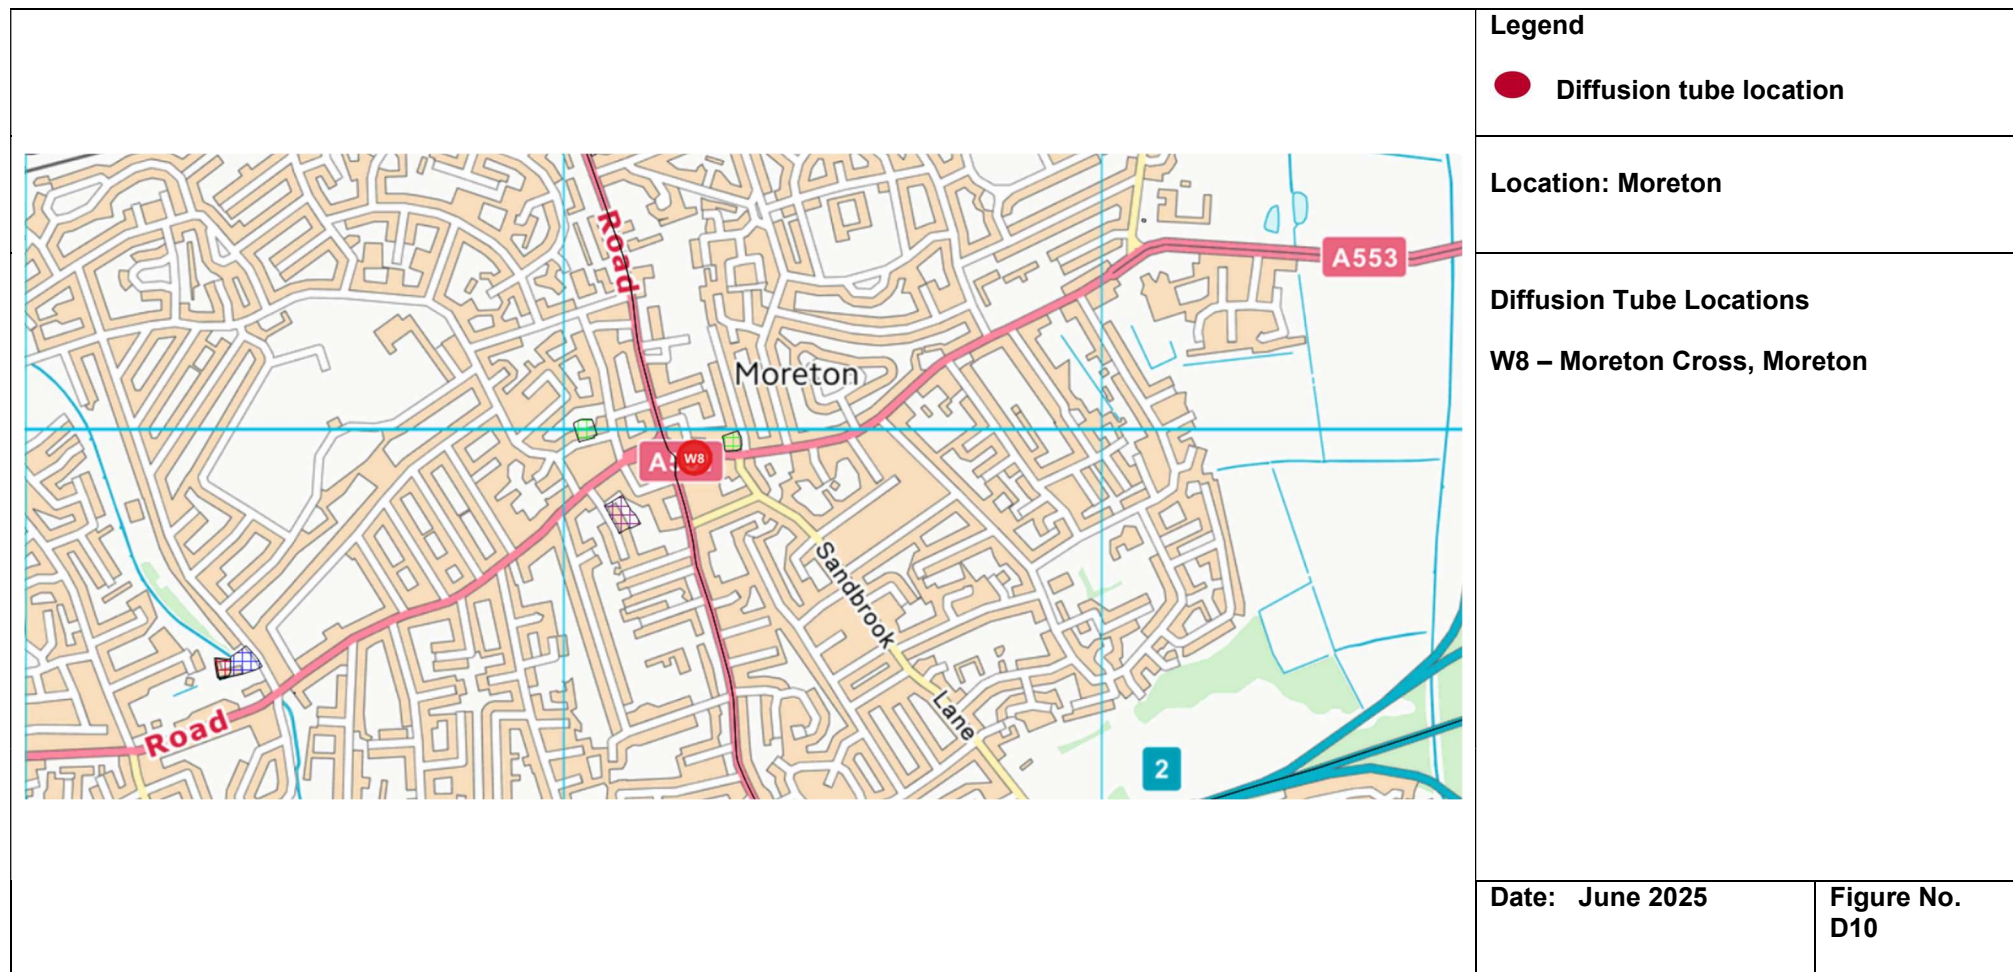 Legend
Diffusion tube location
Location: Moreton
Diffusion Tube Locations
W8 – Moreton Cross, Moreton
Date: June 2025
Figure No.
D10
Road
A553
Moreton
W8
Sandbrook
Lane
Road
2